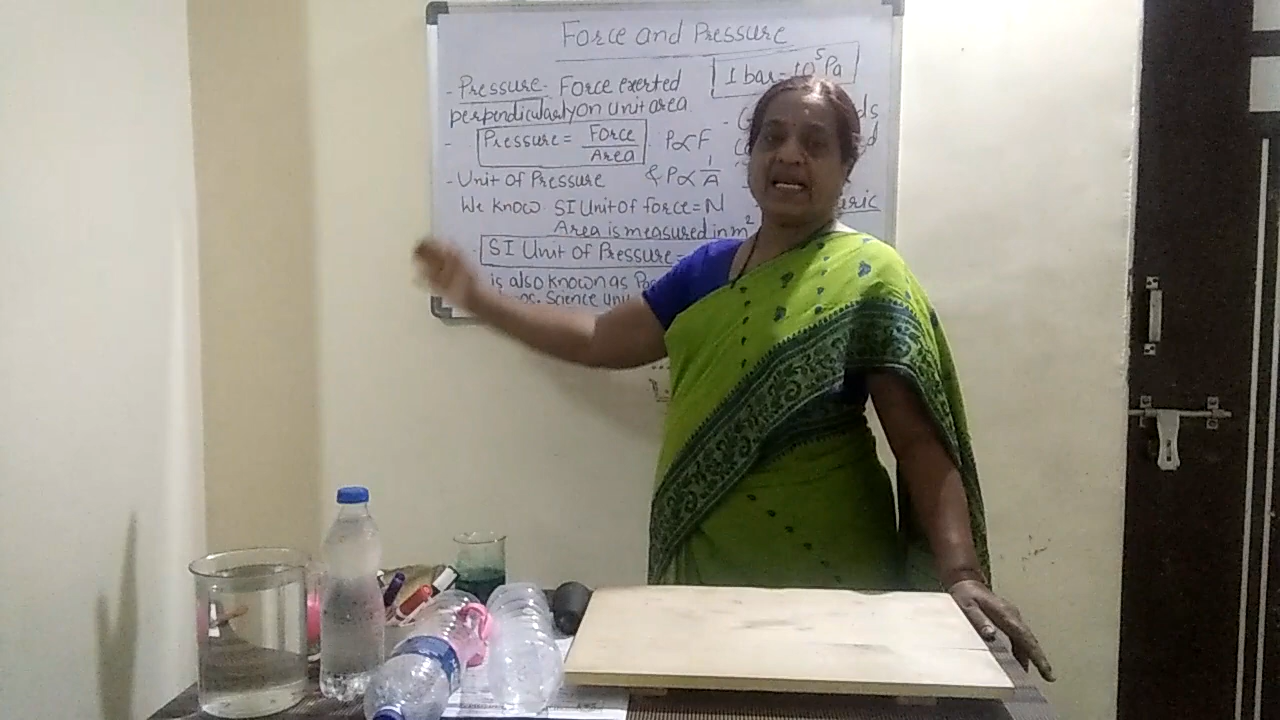 Force and Pressure
- Pressure - Force exerted
perpendicularly on unit area
1 bar = 10⁵ Pa
- Pressure = Force / Area P∝F
- Unit of Pressure & P∝ 1/A
We know SI Unit of force = N
Area is measured in m²
SI Unit of Pressure =
is also known as
Science